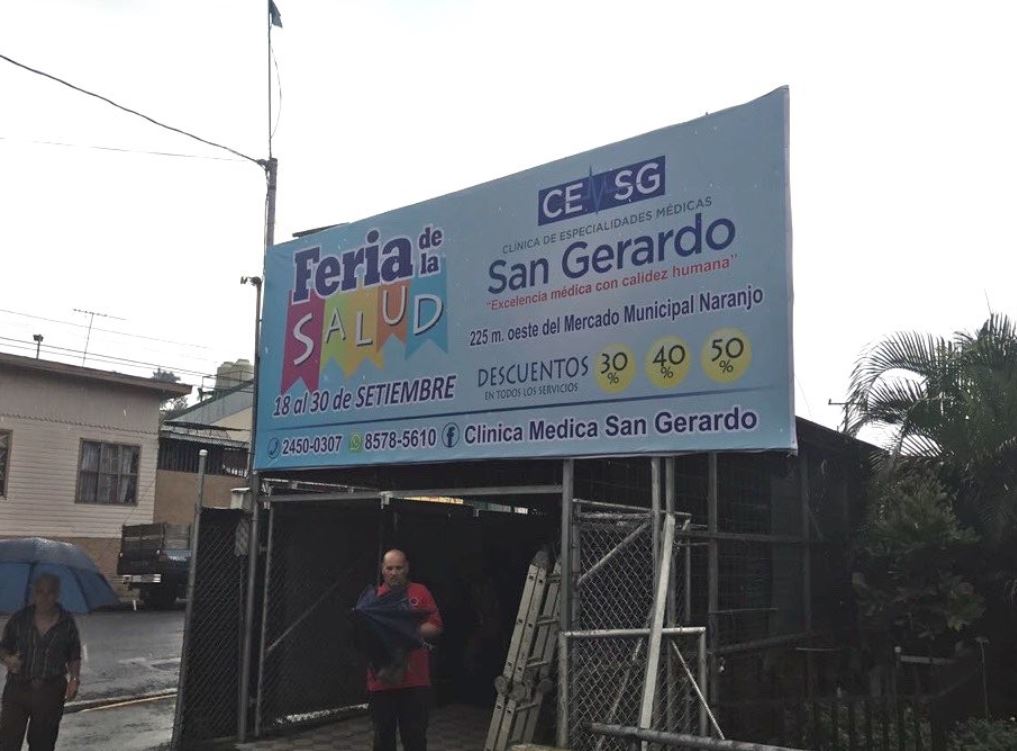 Feria de la
SALUD
18 al 30 de SETIEMBRE
CEMSG
CLÍNICA DE ESPECIALIDADES MÉDICAS
San Gerardo
"Excelencia médica con calidez humana"
225 m. oeste del Mercado Municipal Naranjo
DESCUENTOS
EN TODOS LOS SERVICIOS
30% 40% 50%
2450-0307 8578-5610 f Clinica Medica San Gerardo